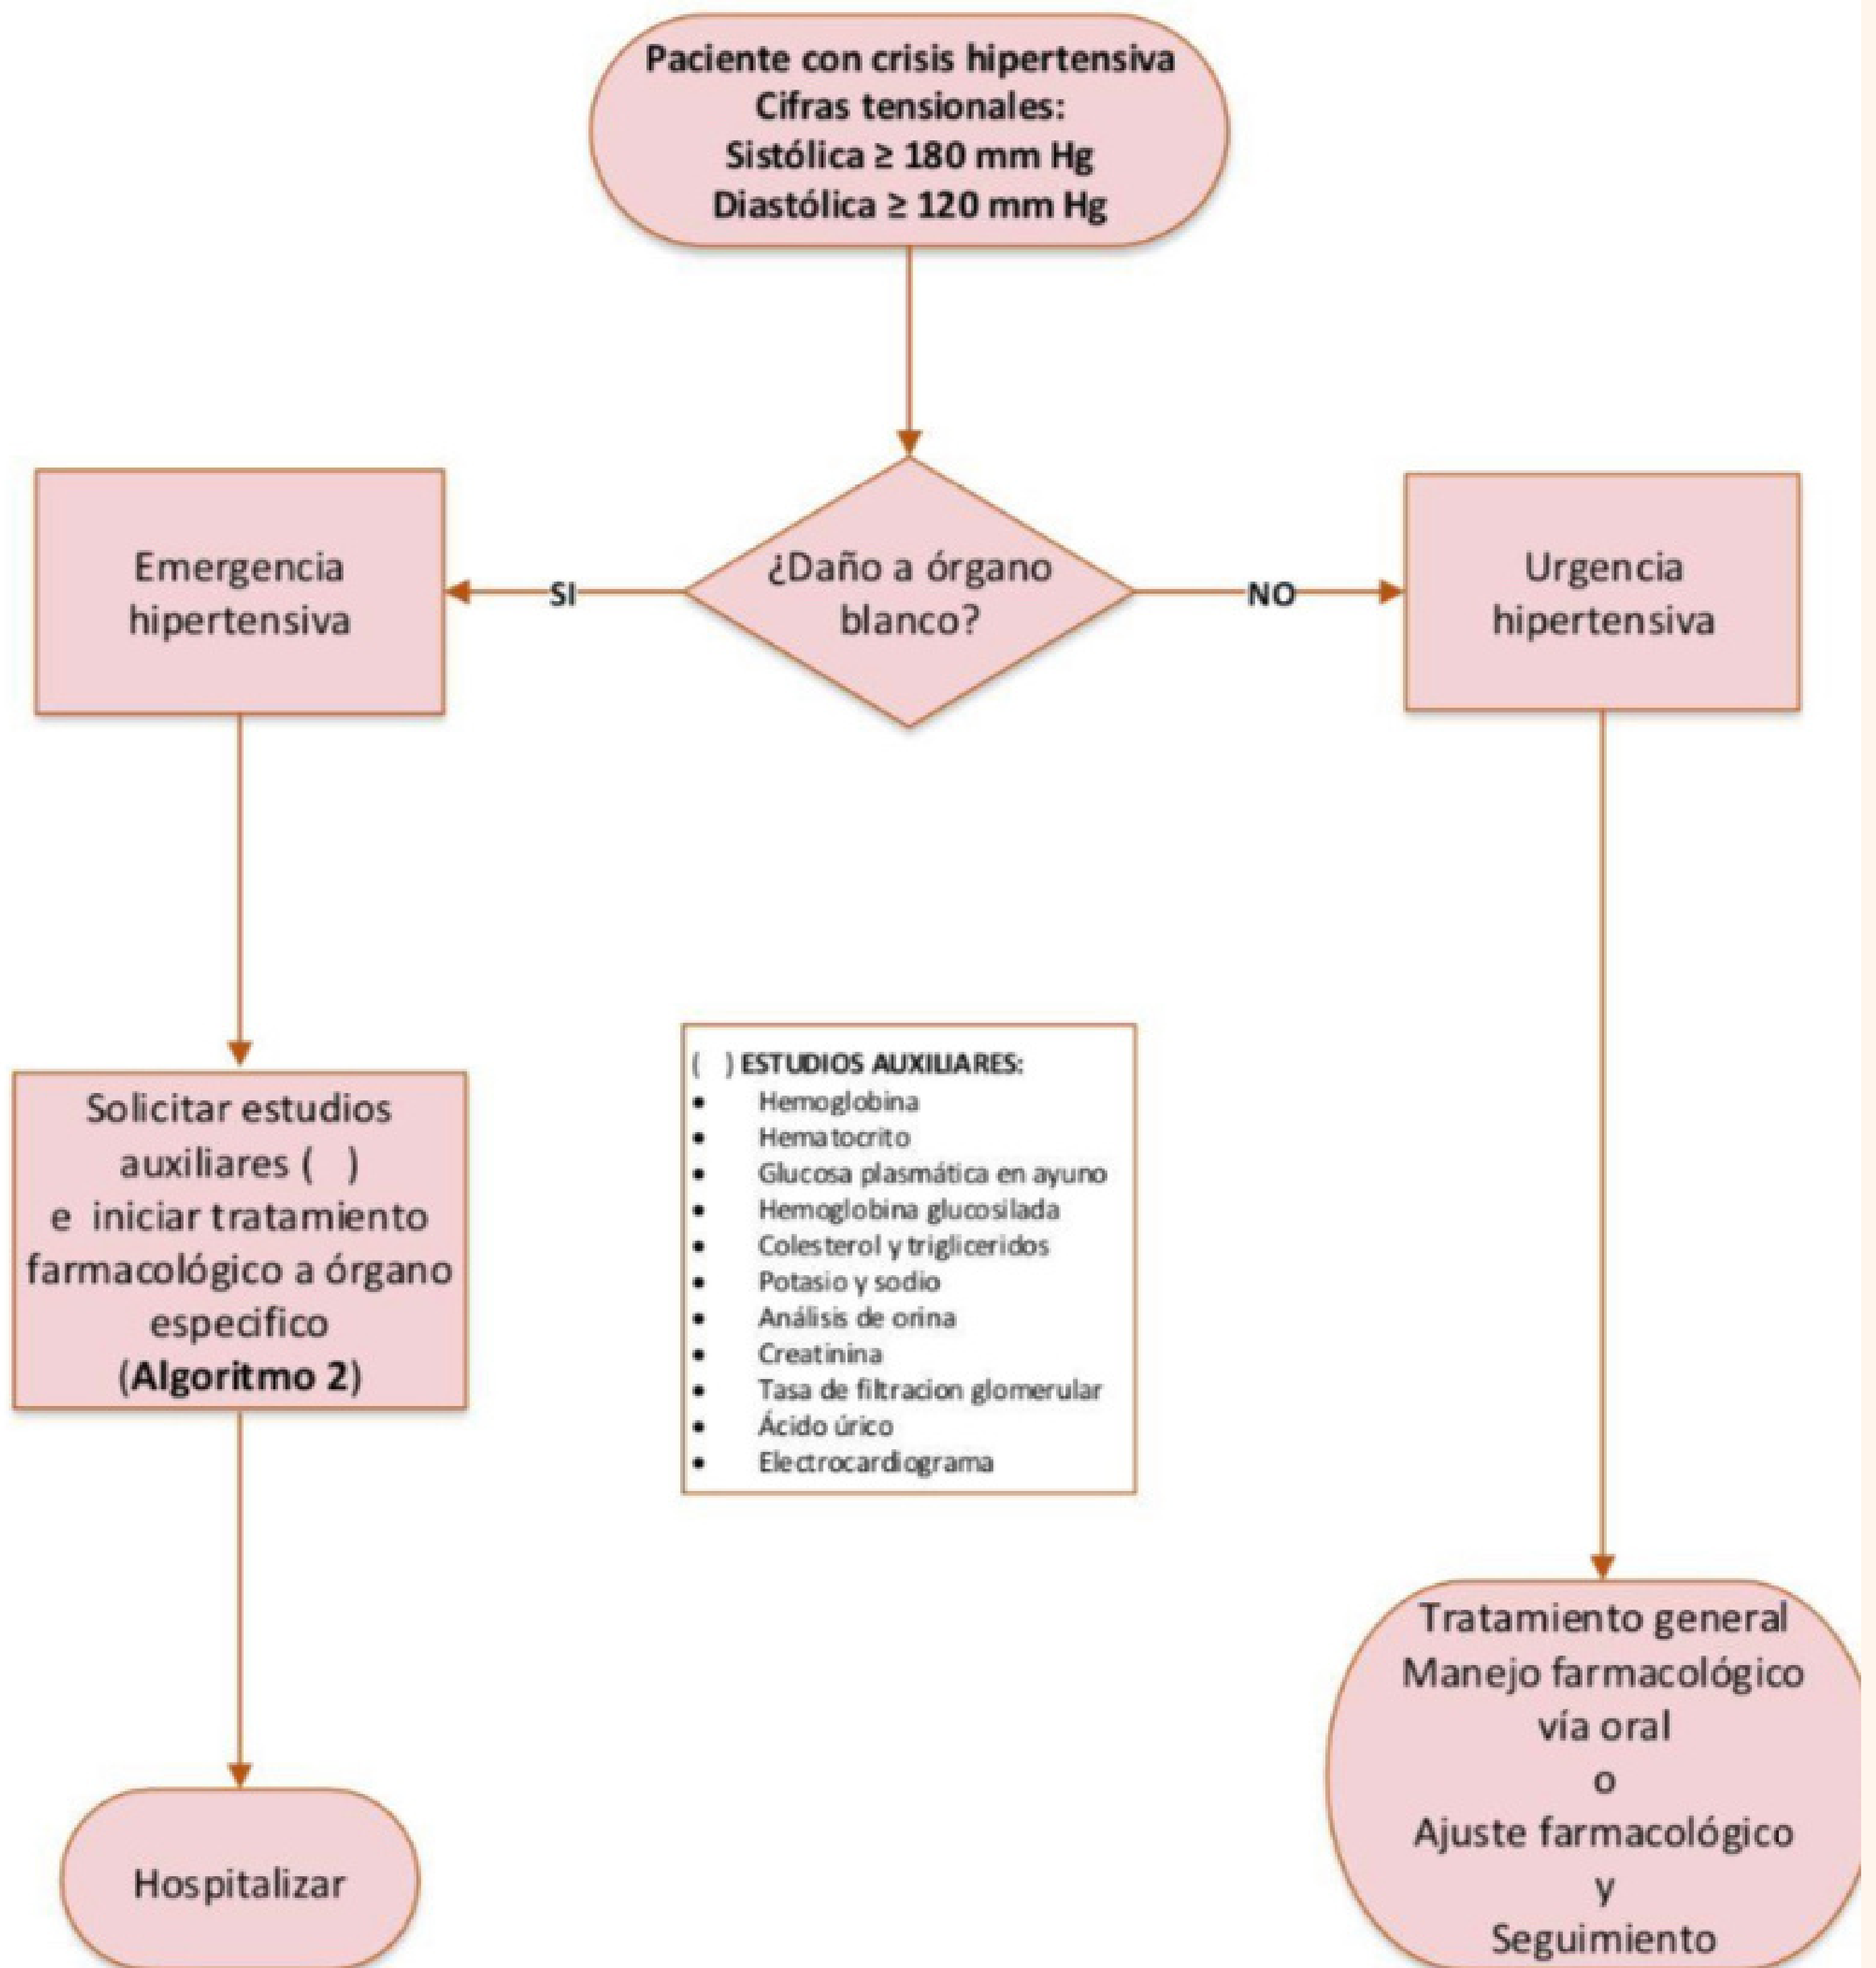 Paciente con crisis hipertensiva
Cifras tensionales:
Sistólica ≥ 180 mm Hg
Diastólica ≥ 120 mm Hg
¿Daño a órgano
blanco?
SI
NO
Emergencia
hipertensiva
Urgencia
hipertensiva
Solicitar estudios
auxiliares (   )
e  iniciar tratamiento
farmacológico a órgano
especifico
(Algoritmo 2)
(   ) ESTUDIOS AUXILIARES:
• Hemoglobina
• Hematocrito
• Glucosa plasmática en ayuno
• Hemoglobina glucosilada
• Colesterol y trigliceridos
• Potasio y sodio
• Análisis de orina
• Creatinina
• Tasa de filtracion glomerular
• Ácido úrico
• Electrocardiograma
Hospitalizar
Tratamiento general
Manejo farmacológico
vía oral
o
Ajuste farmacológico
y
Seguimiento